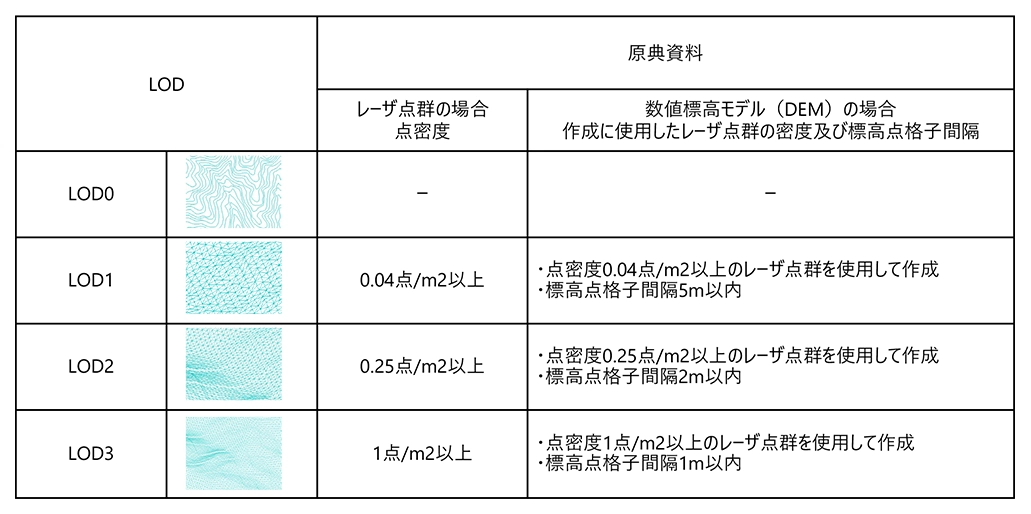 LOD
原典資料
レーザ点群の場合
点密度
数値標高モデル（DEM）の場合
作成に使用したレーザ点群の密度及び標高点格子間隔
LOD0
－
－
LOD1
0.04点/m2以上
・点密度0.04点/m2以上のレーザ点群を使用して作成
・標高点格子間隔5m以内
LOD2
0.25点/m2以上
・点密度0.25点/m2以上のレーザ点群を使用して作成
・標高点格子間隔2m以内
LOD3
1点/m2以上
・点密度1点/m2以上のレーザ点群を使用して作成
・標高点格子間隔1m以内